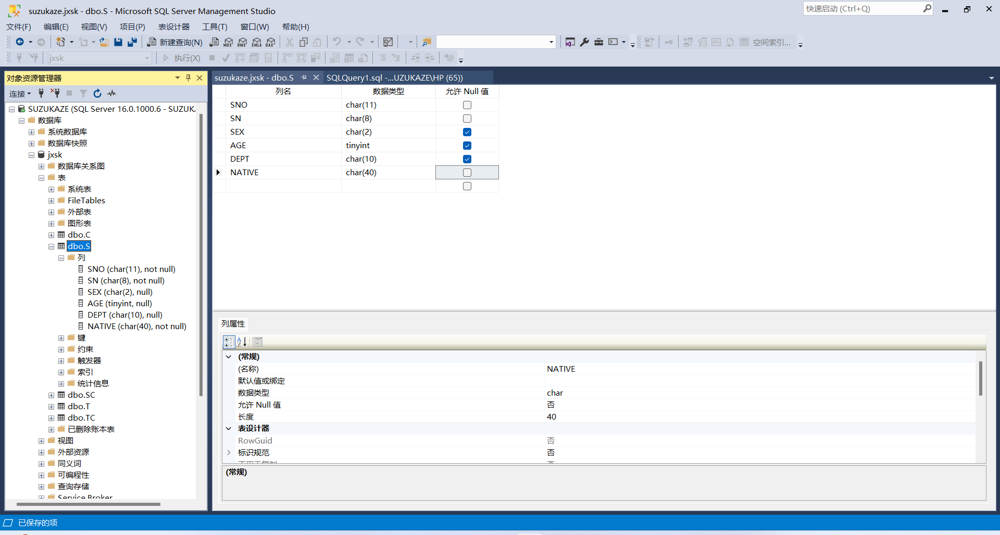 suzukaze.jxsk - dbo.S - Microsoft SQL Server Management Studio
快速启动 (Ctrl+Q)
文件(F) 编辑(E) 视图(V) 项目(P) 表设计器 工具(T) 窗口(W) 帮助(H)
新建查询(N) MDX DMX XMLA DAX 空间索引...
jxsk 执行(X)
对象资源管理器
连接
SUZUKAZE (SQL Server 16.0.1000.6 - SUZUK
数据库
系统数据库
数据库快照
jxsk
数据库关系图
表
系统表
FileTables
外部表
图形表
dbo.C
dbo.S
列
SNO (char(11), not null)
SN (char(8), not null)
SEX (char(2), null)
AGE (tinyint, null)
DEPT (char(10), null)
NATIVE (char(40), not null)
键
约束
触发器
索引
统计信息
dbo.SC
dbo.T
dbo.TC
已删除账本表
视图
外部资源
同义词
可编程性
查询存储
Service Broker
suzukaze.jxsk - dbo.S SQLQuery1.sql -...UZUKAZE\HP (65))
列名 数据类型 允许 Null 值
SNO char(11)
SN char(8)
SEX char(2)
AGE tinyint
DEPT char(10)
NATIVE char(40)
列属性
(常规)
(名称) NATIVE
默认值或绑定
数据类型 char
允许 Null 值 否
长度 40
表设计器
RowGuid 否
标识规范 否
(常规)
已保存的项